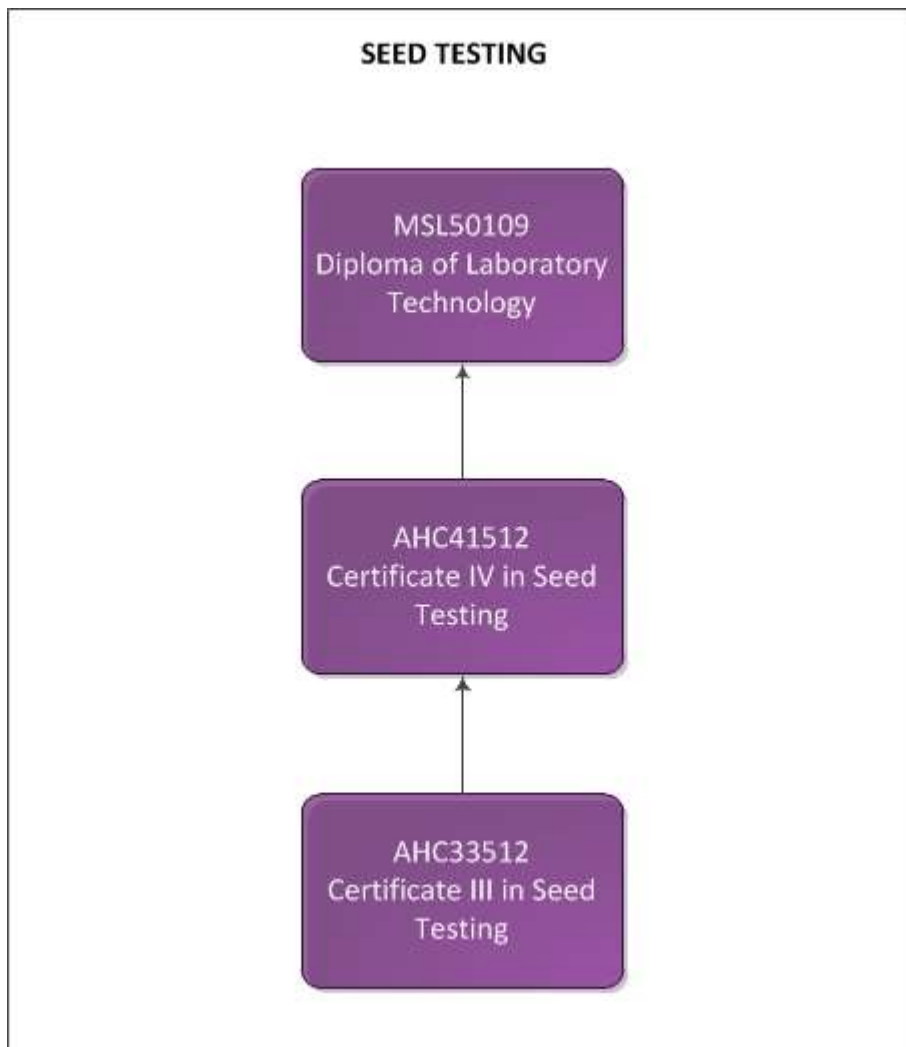 SEED TESTING
MSL50109
Diploma of Laboratory
Technology
AHC41512
Certificate IV in Seed
Testing
AHC33512
Certificate III in Seed
Testing